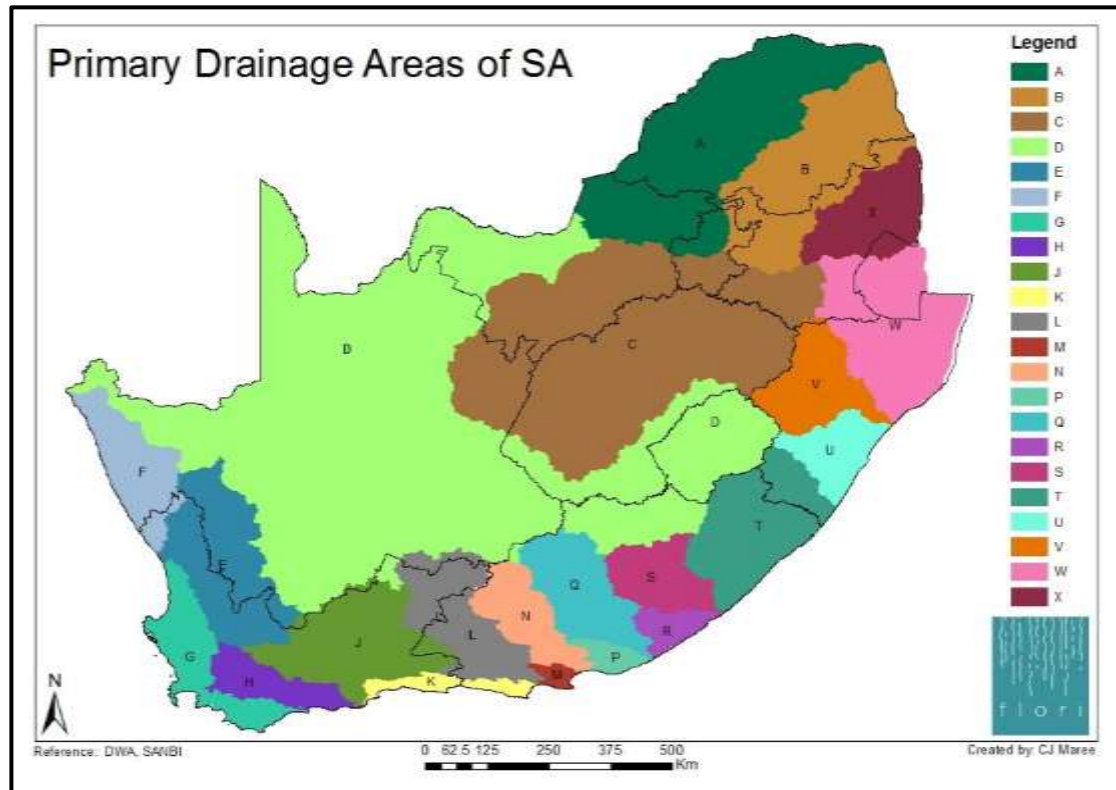 Primary Drainage Areas of SA
Legend
A
B
C
D
E
F
G
H
J
K
L
M
N
P
Q
R
S
T
U
V
W
X
A
B
X
W
C
D
V
D
U
F
T
E
S
Q
N
R
J
L
G
P
H
K
M
N
flori
Reference: DWA, SANBI
0 62.5 125 250 375 500
Km
Created by: CJ Maree